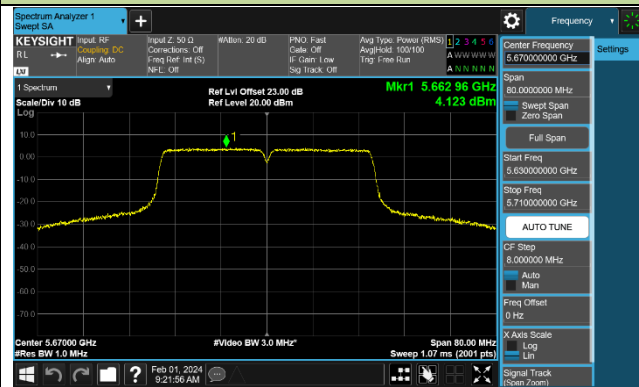 Spectrum Analyzer 1
Swept SA
Frequency
KEYSIGHT
RL
LXI
Input: RF
Coupling: DC
Align: Auto
Input Z: 50 Ω
Corrections: Off
Freq Ref: Int (S)
NFE: Off
#Atten: 20 dB
PNO: Fast
Gate: Off
IF Gain: Low
Sig Track: Off
Avg Type: Power (RMS)
Avg|Hold: 100/100
Trig: Free Run
1 2 3 4 5 6
A W W W W W
A N N N N N
1 Spectrum
Scale/Div 10 dB
Log
Ref Lvl Offset 23.00 dB
Ref Level 20.00 dBm
Mkr1 5.662 96 GHz
4.123 dBm
1
10.0
0.00
-10.0
-20.0
-30.0
-40.0
-50.0
-60.0
-70.0
Center 5.67000 GHz
#Res BW 1.0 MHz
#Video BW 3.0 MHz*
Span 80.00 MHz
Sweep 1.07 ms (2001 pts)
Feb 01, 2024
9:21:56 AM
Center Frequency
5.670000000 GHz
Settings
Span
80.0000000 MHz
Swept Span
Zero Span
Full Span
Start Freq
5.630000000 GHz
Stop Freq
5.710000000 GHz
AUTO TUNE
CF Step
8.000000 MHz
Auto
Man
Freq Offset
0 Hz
X Axis Scale
Log
Lin
Signal Track
(Span Zoom)